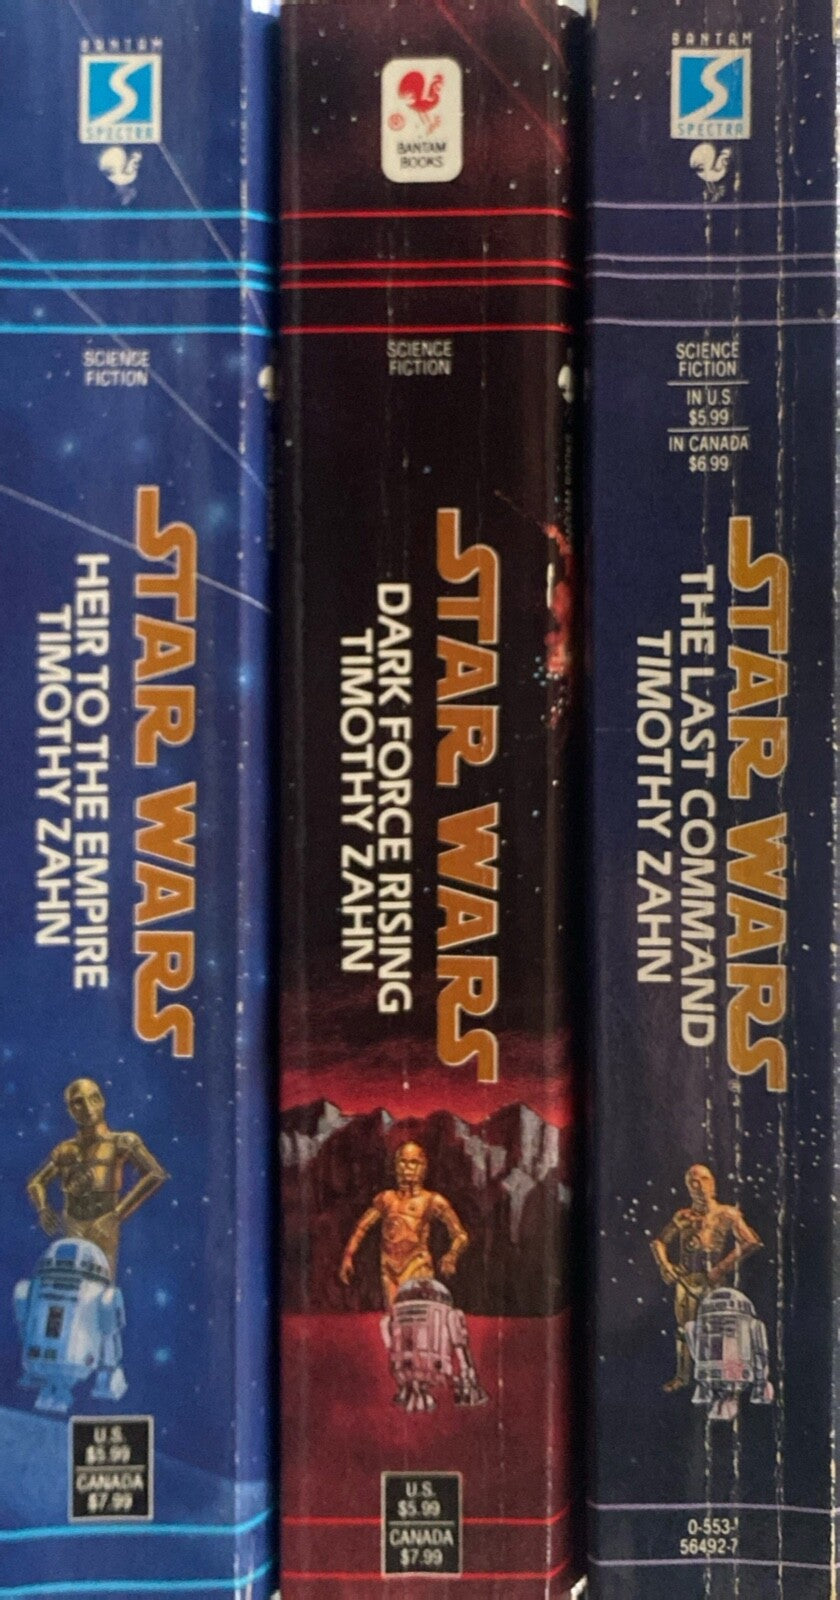 BANTAM
SPECTRA
SCIENCE
FICTION
STAR WARS
HEIR TO THE EMPIRE
TIMOTHY ZAHN
U.S.
$5.99
CANADA
$7.99
BANTAM
BOOKS
SCIENCE
FICTION
STAR WARS
DARK FORCE RISING
TIMOTHY ZAHN
U.S.
$5.99
CANADA
$7.99
BANTAM
SPECTRA
SCIENCE
FICTION
IN U.S.
$5.99
IN CANADA
$6.99
STAR WARS
THE LAST COMMAND
TIMOTHY ZAHN
0-553-
56492-7